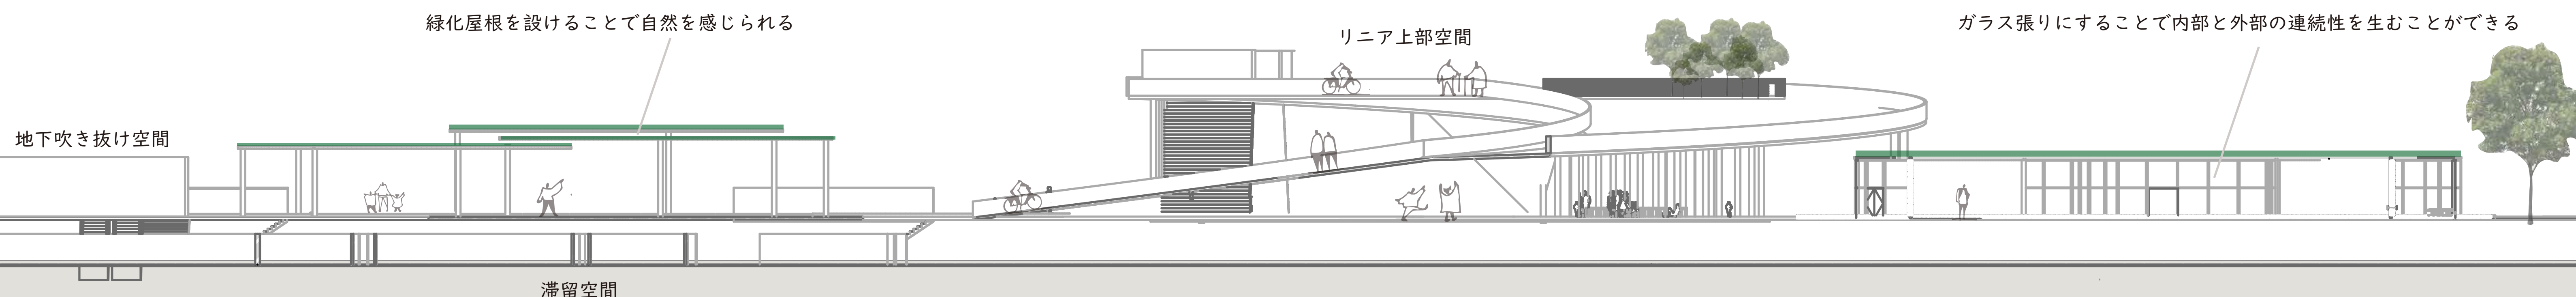 緑化屋根を設けることで自然を感じられる
リニア上部空間
ガラス張りにすることで内部と外部の連続性を生むことができる
地下吹き抜け空間
滞留空間